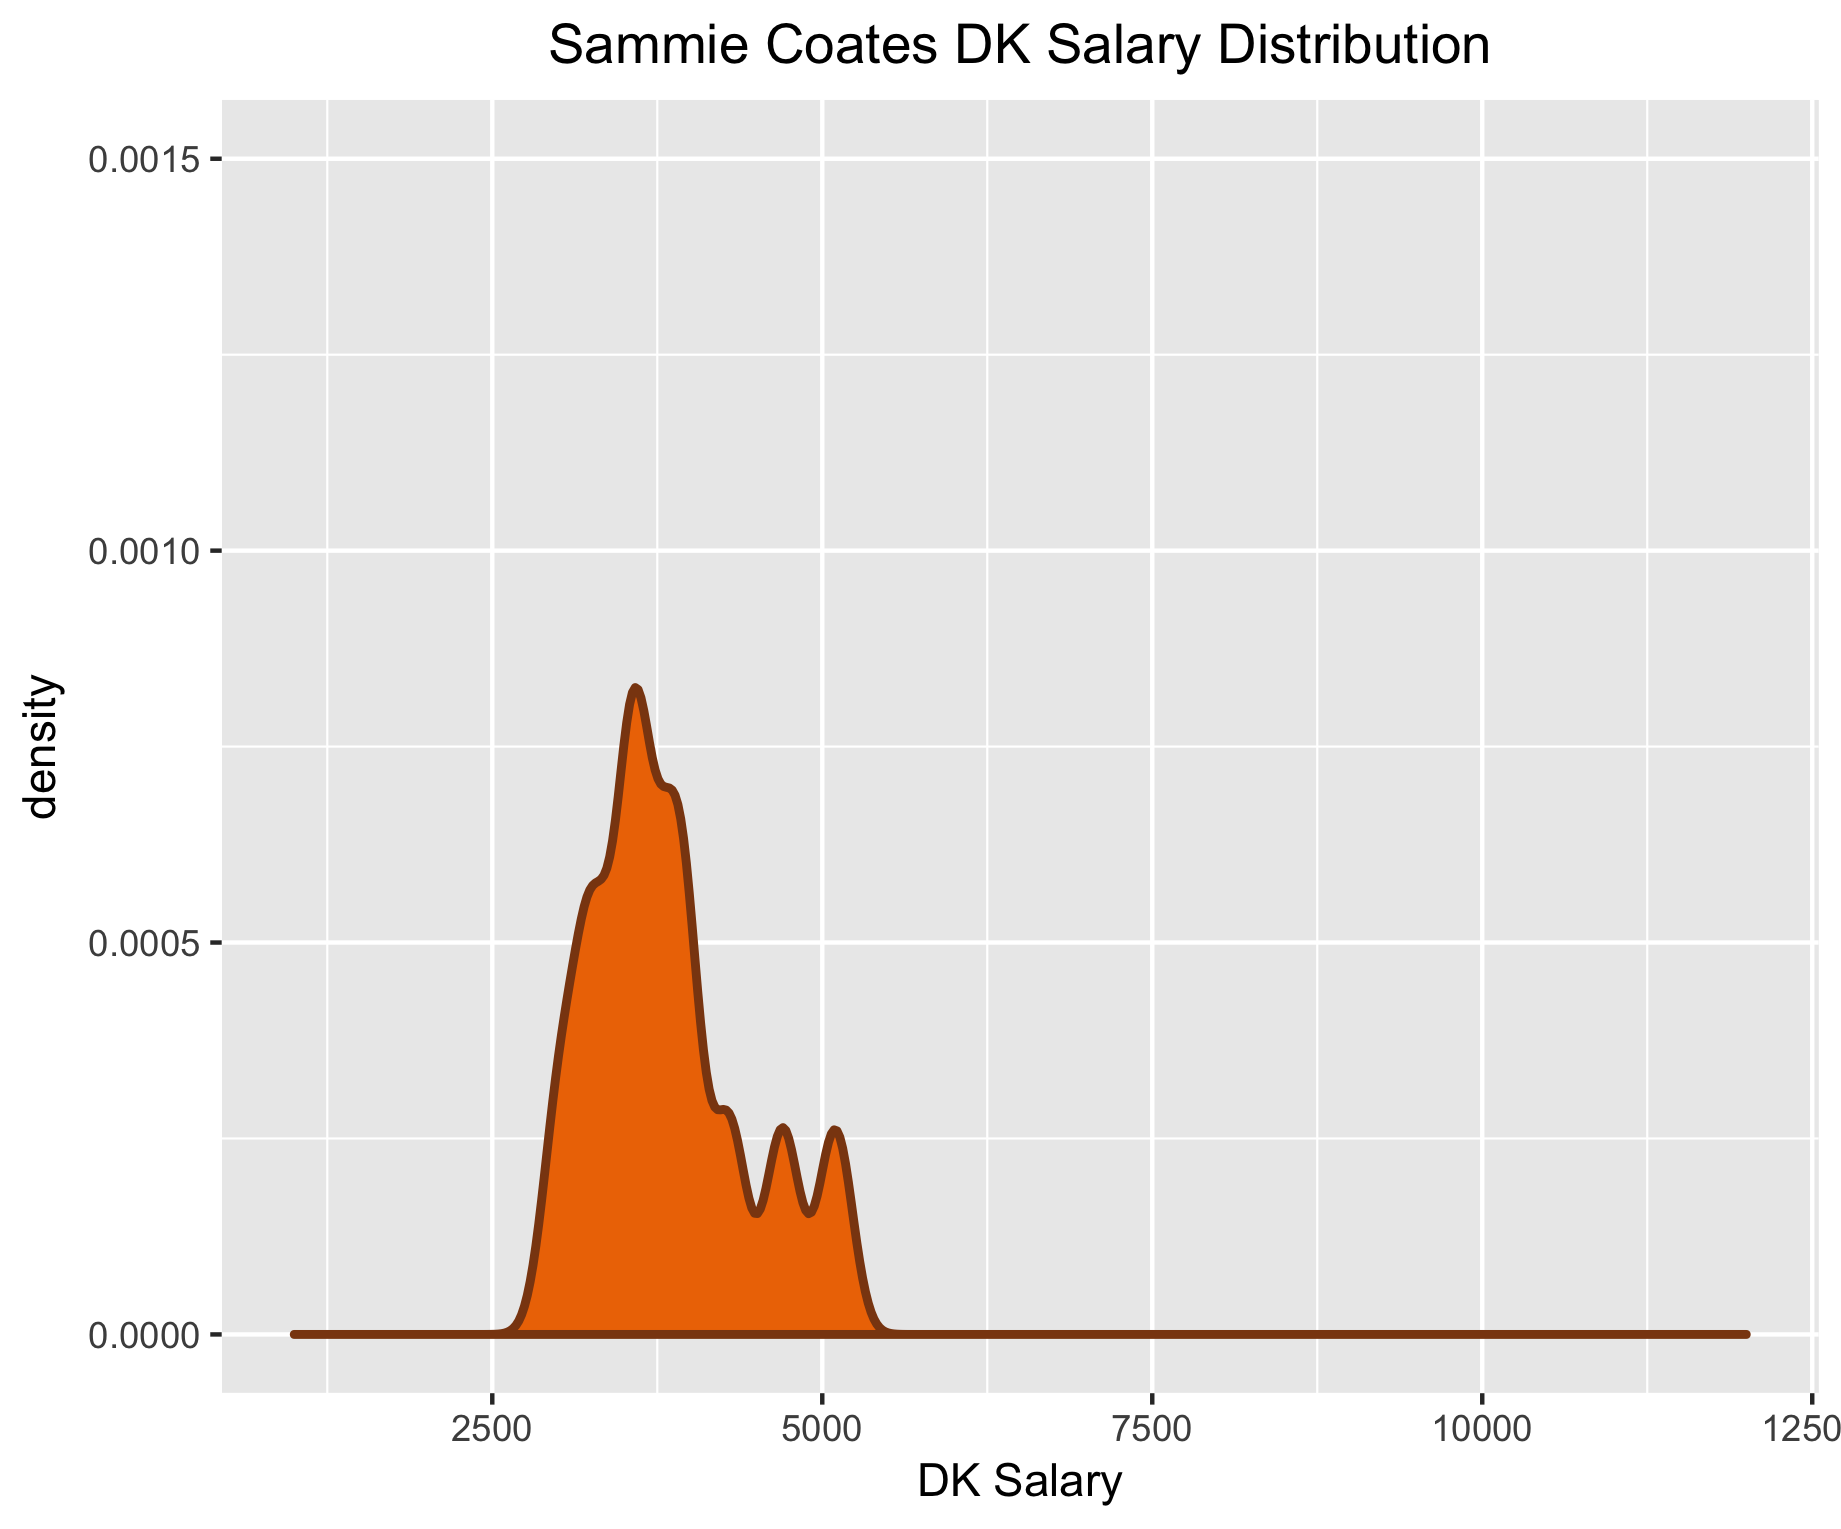 Sammie Coates DK Salary Distribution
0.0015
0.0010
density
0.0005
0.0000
2500 5000 7500 10000 1250
DK Salary